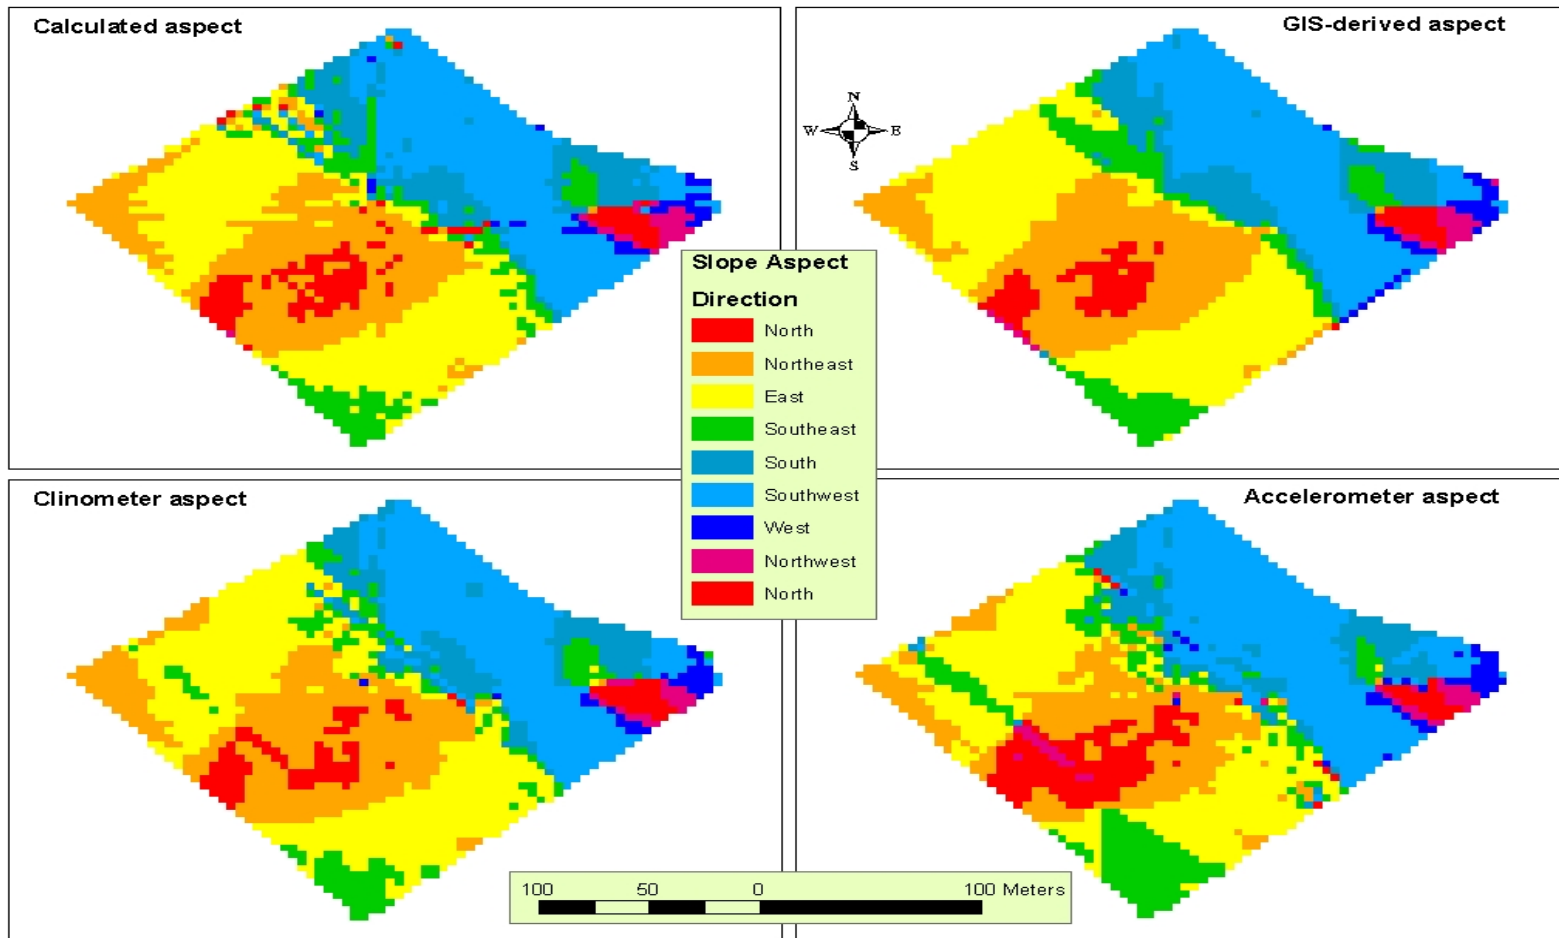 Calculated aspect
GIS-derived aspect
N
W E
S
Slope Aspect
Direction
North
Northeast
East
Southeast
South
Southwest
West
Northwest
North
Clinometer aspect
Accelerometer aspect
100 50 0 100 Meters